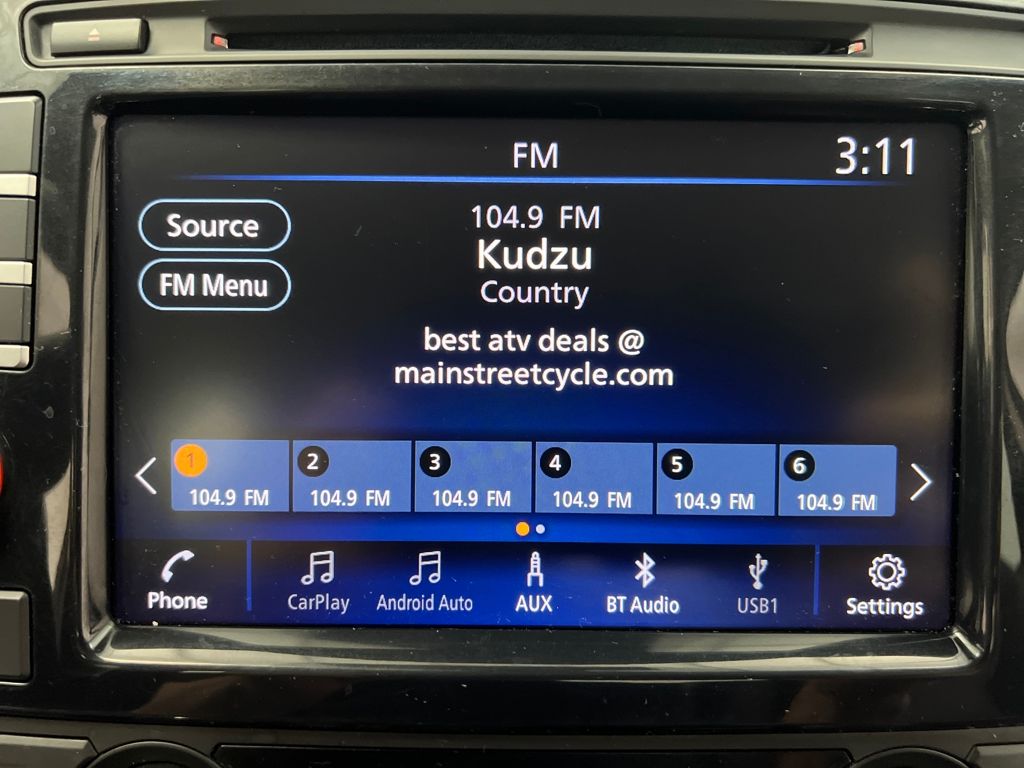 FM
3:11
Source
104.9 FM
Kudzu
FM Menu
Country
best atv deals @
mainstreetcycle.com
1 2 3 4 5 6
104.9 FM 104.9 FM 104.9 FM 104.9 FM 104.9 FM 104.9 FM
Phone CarPlay Android Auto AUX BT Audio USB1 Settings